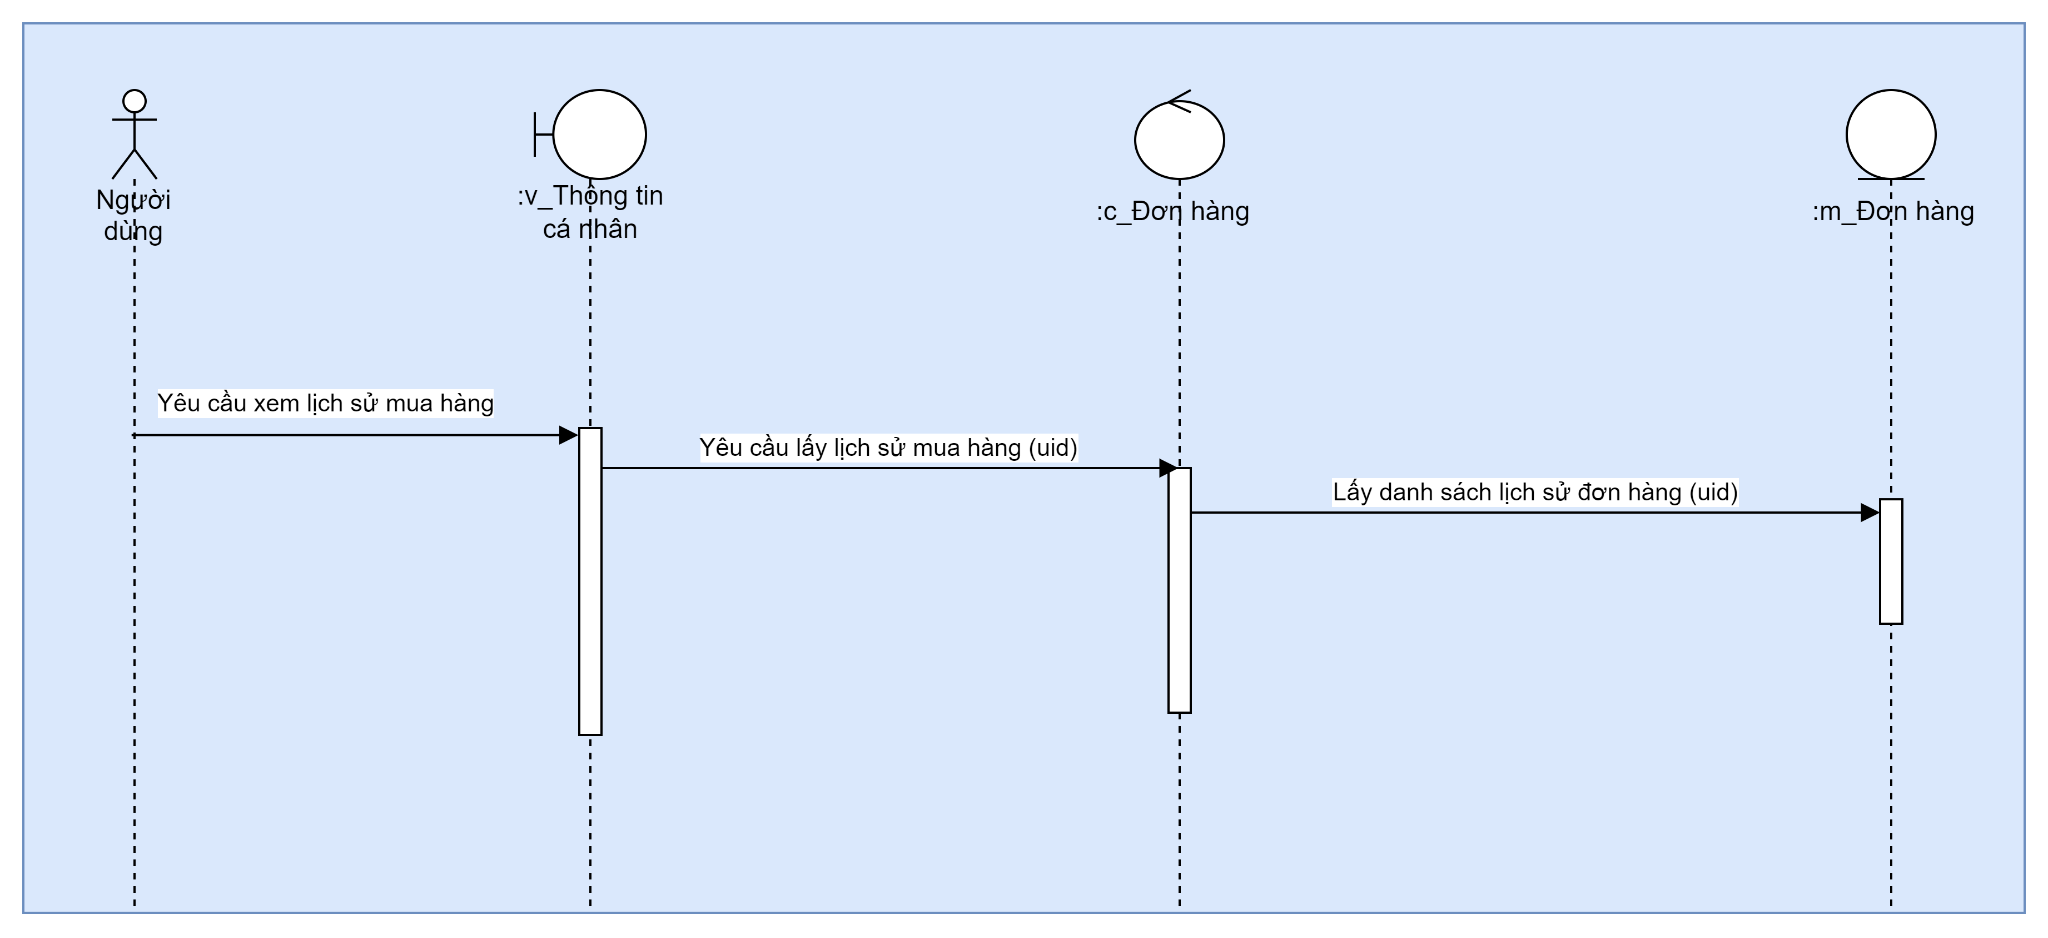 Người
dùng
:v_Thông tin
cá nhân
:c_Đơn hàng
:m_Đơn hàng
Yêu cầu xem lịch sử mua hàng
Yêu cầu lấy lịch sử mua hàng (uid)
Lấy danh sách lịch sử đơn hàng (uid)